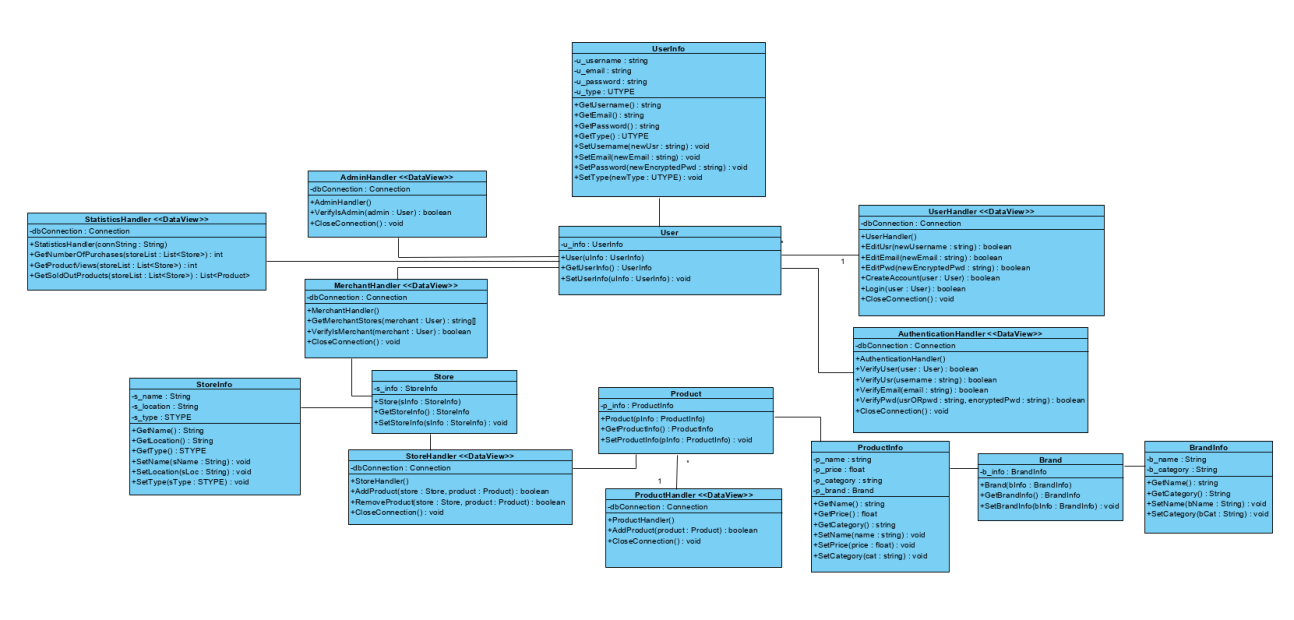 UserInfo
-u_username : string
-u_email : string
-u_password : string
-u_type : UTYPE
+GetUsername() : string
+GetEmail() : string
+GetPassword() : string
+GetType() : UTYPE
+SetUsername(newUsr : string) : void
+SetEmail(newEmail : string) : void
+SetPassword(newEncryptedPwd : string) : void
+SetType(newType : UTYPE) : void
AdminHandler <<DataView>>
-dbConnection : Connection
+AdminHandler()
+VerifyIsAdmin(admin : User) : boolean
+CloseConnection() : void
StatisticsHandler <<DataView>>
-dbConnection : Connection
+StatisticsHandler(connString : String)
+GetNumberOfPurchases(storeList : List<Store>) : int
+GetProductViews(storeList : List<Store>) : int
+GetSoldOutProducts(storeList : List<Store>) : List<Product>
User
-u_info : UserInfo
+User(uInfo : UserInfo)
+GetUserInfo() : UserInfo
+SetUserInfo(uInfo : UserInfo) : void
*
1
UserHandler <<DataView>>
-dbConnection : Connection
+UserHandler()
+EditUsr(newUsername : string) : boolean
+EditEmail(newEmail : string) : boolean
+EditPwd(newEncryptedPwd : string) : boolean
+CreateAccount(user : User) : boolean
+Login(user : User) : boolean
+CloseConnection() : void
MerchantHandler <<DataView>>
-dbConnection : Connection
+MerchantHandler()
+GetMerchantStores(merchant : User) : string[]
+VerifyIsMerchant(merchant : User) : boolean
+CloseConnection() : void
AuthenticationHandler <<DataView>>
-dbConnection : Connection
+AuthenticationHandler()
+VerifyUser(user : User) : boolean
+VerifyUsr(username : string) : boolean
+VerifyEmail(email : string) : boolean
+VerifyPwd(usrORpwd : string, encryptedPwd : string) : boolean
+CloseConnection() : void
StoreInfo
-s_name : String
-s_location : String
-s_type : STYPE
+GetName() : String
+GetLocation() : String
+GetType() : STYPE
+SetName(sName : String) : void
+SetLocation(sLoc : String) : void
+SetType(sType : STYPE) : void
Store
-s_info : StoreInfo
+Store(sInfo : StoreInfo)
+GetStoreInfo() : StoreInfo
+SetStoreInfo(sInfo : StoreInfo) : void
Product
-p_info : ProductInfo
+Product(pInfo : ProductInfo)
+GetProductInfo() : ProductInfo
+SetProductInfo(pInfo : ProductInfo) : void
StoreHandler <<DataView>>
-dbConnection : Connection
+StoreHandler()
+AddProduct(store : Store, product : Product) : boolean
+RemoveProduct(store : Store, product : Product) : boolean
+CloseConnection() : void
*
1
ProductHandler <<DataView>>
-dbConnection : Connection
+ProductHandler()
+AddProduct(product : Product) : boolean
+CloseConnection() : void
ProductInfo
-p_name : string
-p_price : float
-p_category : string
-p_brand : Brand
+GetName() : string
+GetPrice() : float
+GetCategory() : string
+SetName(name : string) : void
+SetPrice(price : float) : void
+SetCategory(cat : string) : void
Brand
-b_info : BrandInfo
+Brand(bInfo : BrandInfo)
+GetBrandInfo() : BrandInfo
+SetBrandInfo(bInfo : BrandInfo) : void
BrandInfo
-b_name : String
-b_category : String
+GetName() : string
+GetCategory() : String
+SetName(bName : String) : void
+SetCategory(bCat : String) : void